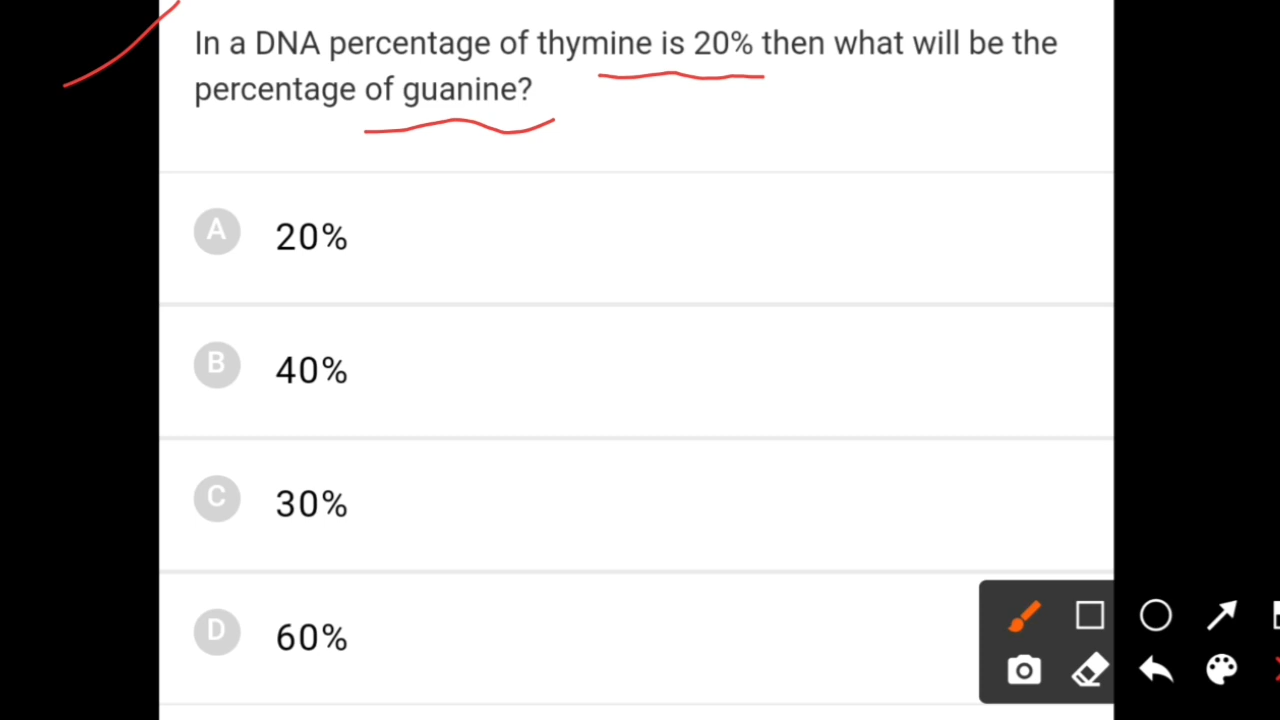 In a DNA percentage of thymine is 20% then what will be the
percentage of guanine?
A 20%
B 40%
C 30%
D 60%